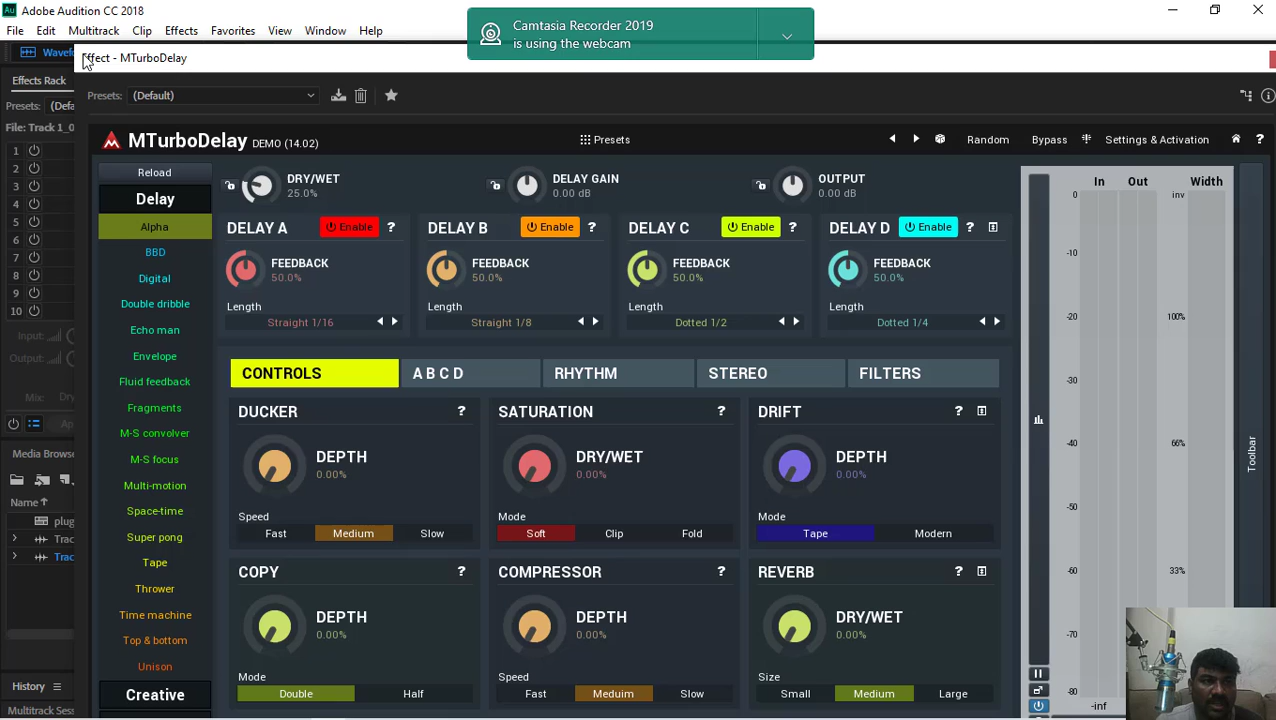 Adobe Audition CC 2018
File Edit Multitrack Clip Effects Favorites View Window Help
Camtasia Recorder 2019
is using the webcam
Effect - MTurboDelay
Effects Rack
Presets: (Default)
File: Track 1_0
MTurboDelay DEMO (14.02) Presets Random Bypass Settings & Activation ?
Reload
DRY/WET
25.0%
DELAY GAIN
0.00 dB
OUTPUT
0.00 dB
In Out Width
Delay
Alpha
BBD
Digital
Double dribble
Echo man
Envelope
Fluid feedback
Fragments
M-S convolver
M-S focus
Multi-motion
Space-time
Super pong
Tape
Thrower
Time machine
Top & bottom
Unison
Creative
DELAY A Enable ?
FEEDBACK
50.0%
Length
Straight 1/16
DELAY B Enable ?
FEEDBACK
50.0%
Length
Straight 1/8
DELAY C Enable ?
FEEDBACK
50.0%
Length
Dotted 1/2
DELAY D Enable ?
FEEDBACK
50.0%
Length
Dotted 1/4
CONTROLS A B C D RHYTHM STEREO FILTERS
DUCKER ?
DEPTH
0.00%
Speed
Fast Medium Slow
SATURATION ?
DRY/WET
0.00%
Mode
Soft Clip Fold
DRIFT ?
DEPTH
0.00%
Mode
Tape Modern
COPY ?
DEPTH
0.00%
Mode
Double Half
COMPRESSOR ?
DEPTH
0.00%
Speed
Fast Meduim Slow
REVERB ?
DRY/WET
0.00%
Size
Small Medium Large
0 inv
-10
-20 100%
-30
-40 66%
-50
-60 33%
-70
-80
-inf
Toolbar
1
2
3
4
5
6
7
8
9
10
Input:
Output:
Mix:
Media Browse
Name
plug
Trac
Trac
History
Multitrack Ses